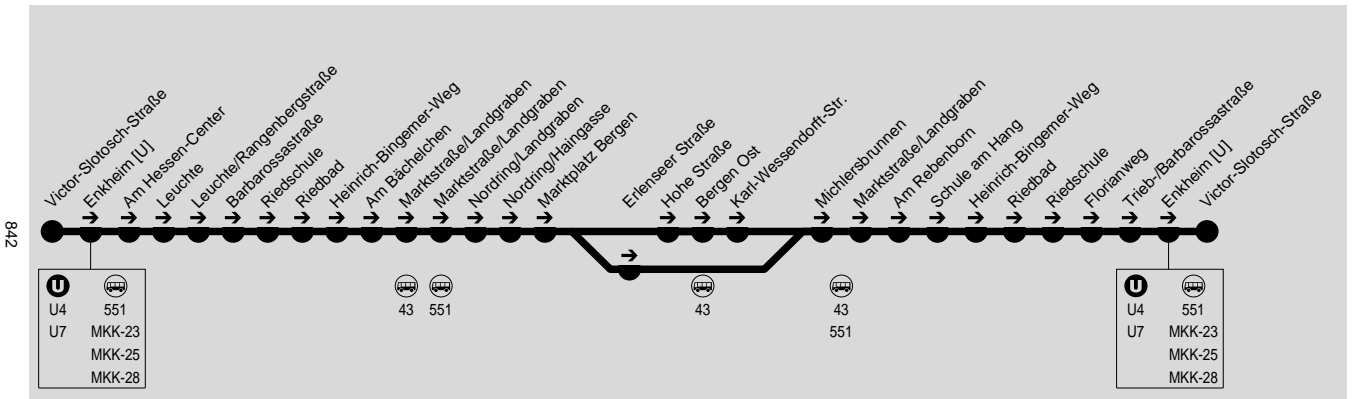 842
Victor-Slotosch-Straße
Enkheim [U]
Am Hessen-Center
Leuchte
Leuchte/Rangenbergstraße
Barbarossastraße
Riedschule
Riedbad
Heinrich-Bingemer-Weg
Am Bächelchen
Marktstraße/Landgraben
Marktstraße/Landgraben
Nordring/Landgraben
Nordring/Haingasse
Marktplatz Bergen
Erlenseer Straße
Hohe Straße
Bergen Ost
Karl-Wessendorft-Str.
Michlersbrunnen
Marktstraße/Landgraben
Am Rebenborn
Schule am Hang
Heinrich-Bingemer-Weg
Riedbad
Riedschule
Florianweg
Trieb-/Barbarossastraße
Enkheim [U]
Victor-Slotosch-Straße
U
U4 551
U7 MKK-23
MKK-25
MKK-28
43 551
43
43
551
U
U4 551
U7 MKK-23
MKK-25
MKK-28